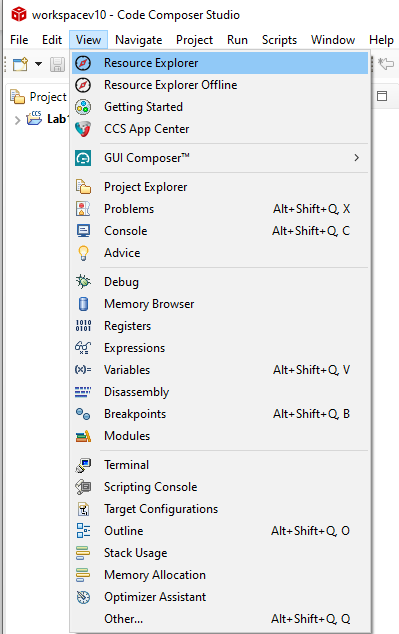 workspacev10 - Code Composer Studio
File Edit View Navigate Project Run Scripts Window Help
Project
Lab1
Resource Explorer
Resource Explorer Offline
Getting Started
CCS App Center
GUI Composer™
Project Explorer
Problems Alt+Shift+Q, X
Console Alt+Shift+Q, C
Advice
Debug
Memory Browser
Registers
Expressions
Variables Alt+Shift+Q, V
Disassembly
Breakpoints Alt+Shift+Q, B
Modules
Terminal
Scripting Console
Target Configurations
Outline Alt+Shift+Q, O
Stack Usage
Memory Allocation
Optimizer Assistant
Other... Alt+Shift+Q, Q